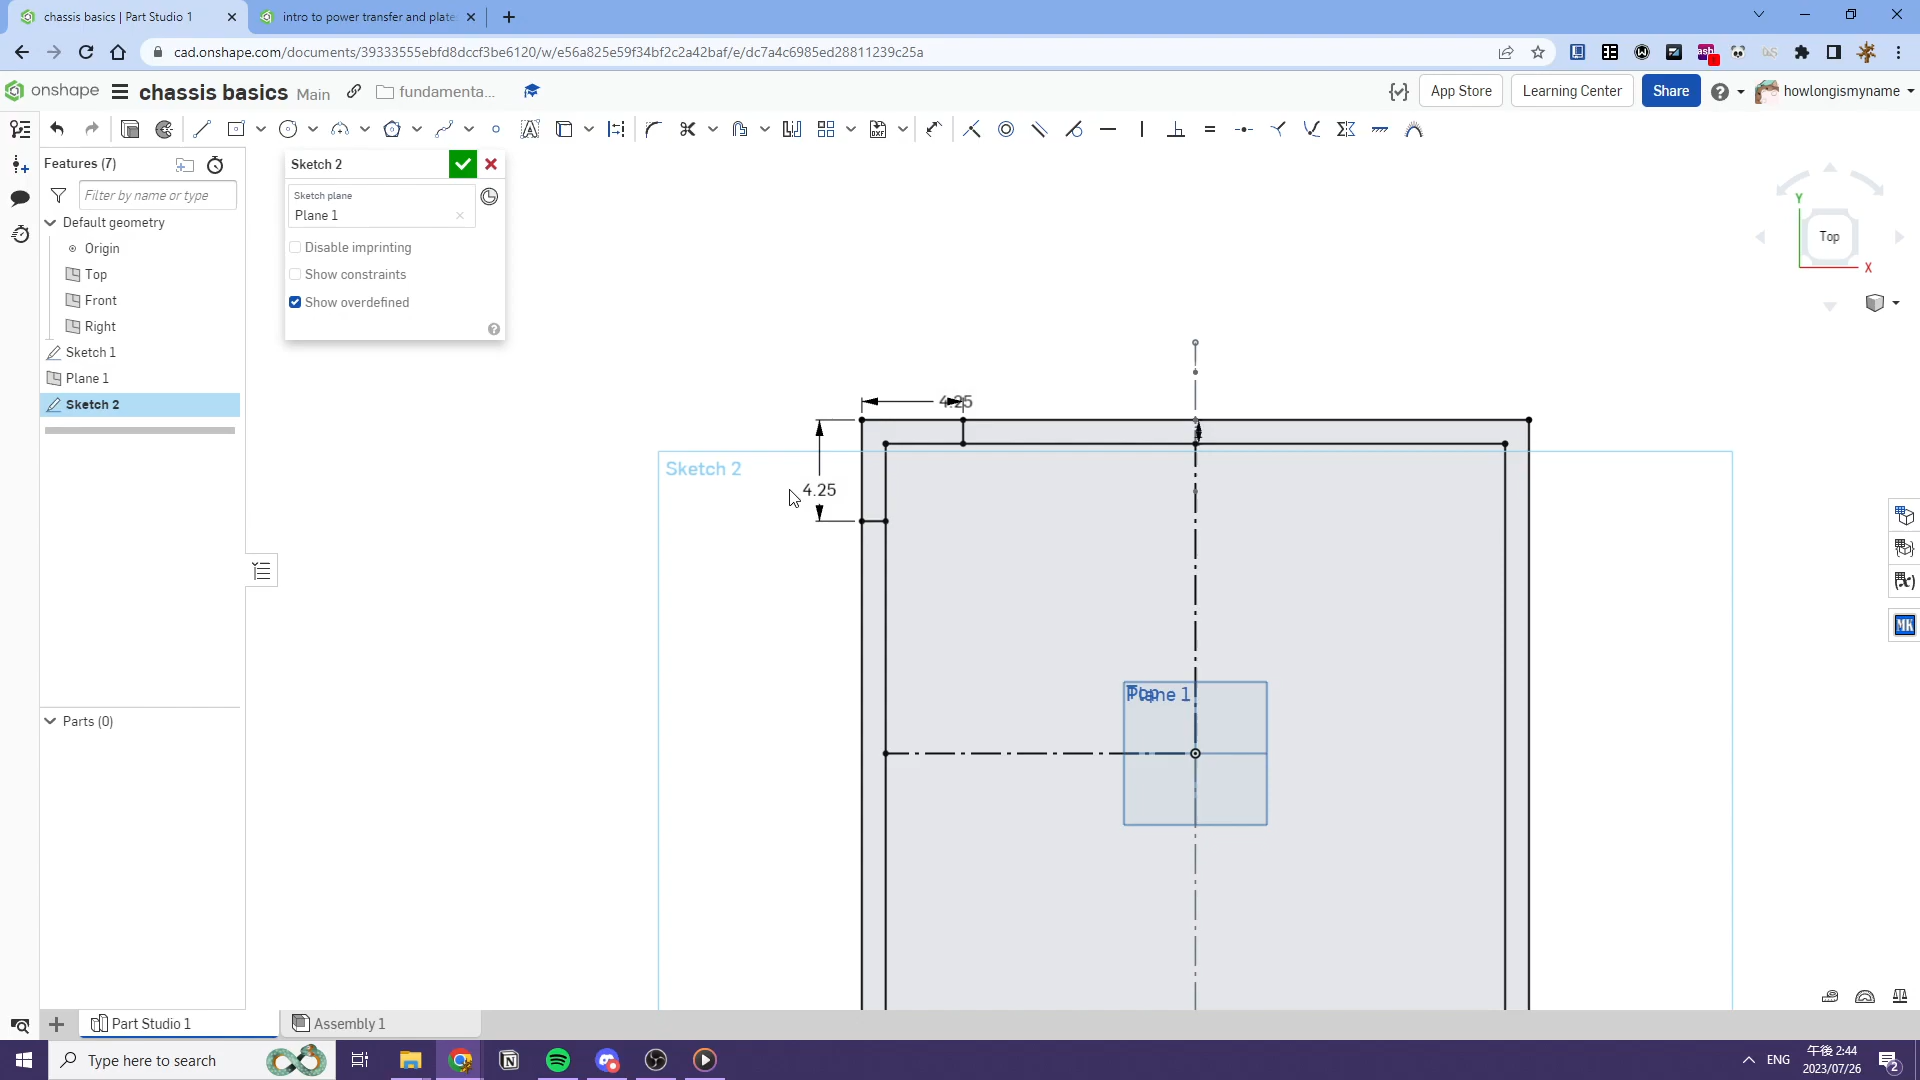 chassis basics | Part Studio 1
intro to power transfer and plate
cad.onshape.com/documents/39333555ebfd8dccf3be6120/w/e56a825e59f34bf2c2a42baf/e/dc7a4c6985ed28811239c25a
onshape
chassis basics Main
fundamenta...
App Store
Learning Center
Share
howlongismyname
Features (7)
Filter by name or type
Default geometry
Origin
Top
Front
Right
Sketch 1
Plane 1
Sketch 2
Parts (0)
Sketch 2
Sketch plane
Plane 1
Disable imprinting
Show constraints
Show overdefined
Y
Top
X
4.25
Sketch 2
4.25
Top
Plane 1
MK
Part Studio 1
Assembly 1
Type here to search
ENG
午後 2:44
2023/07/26
2